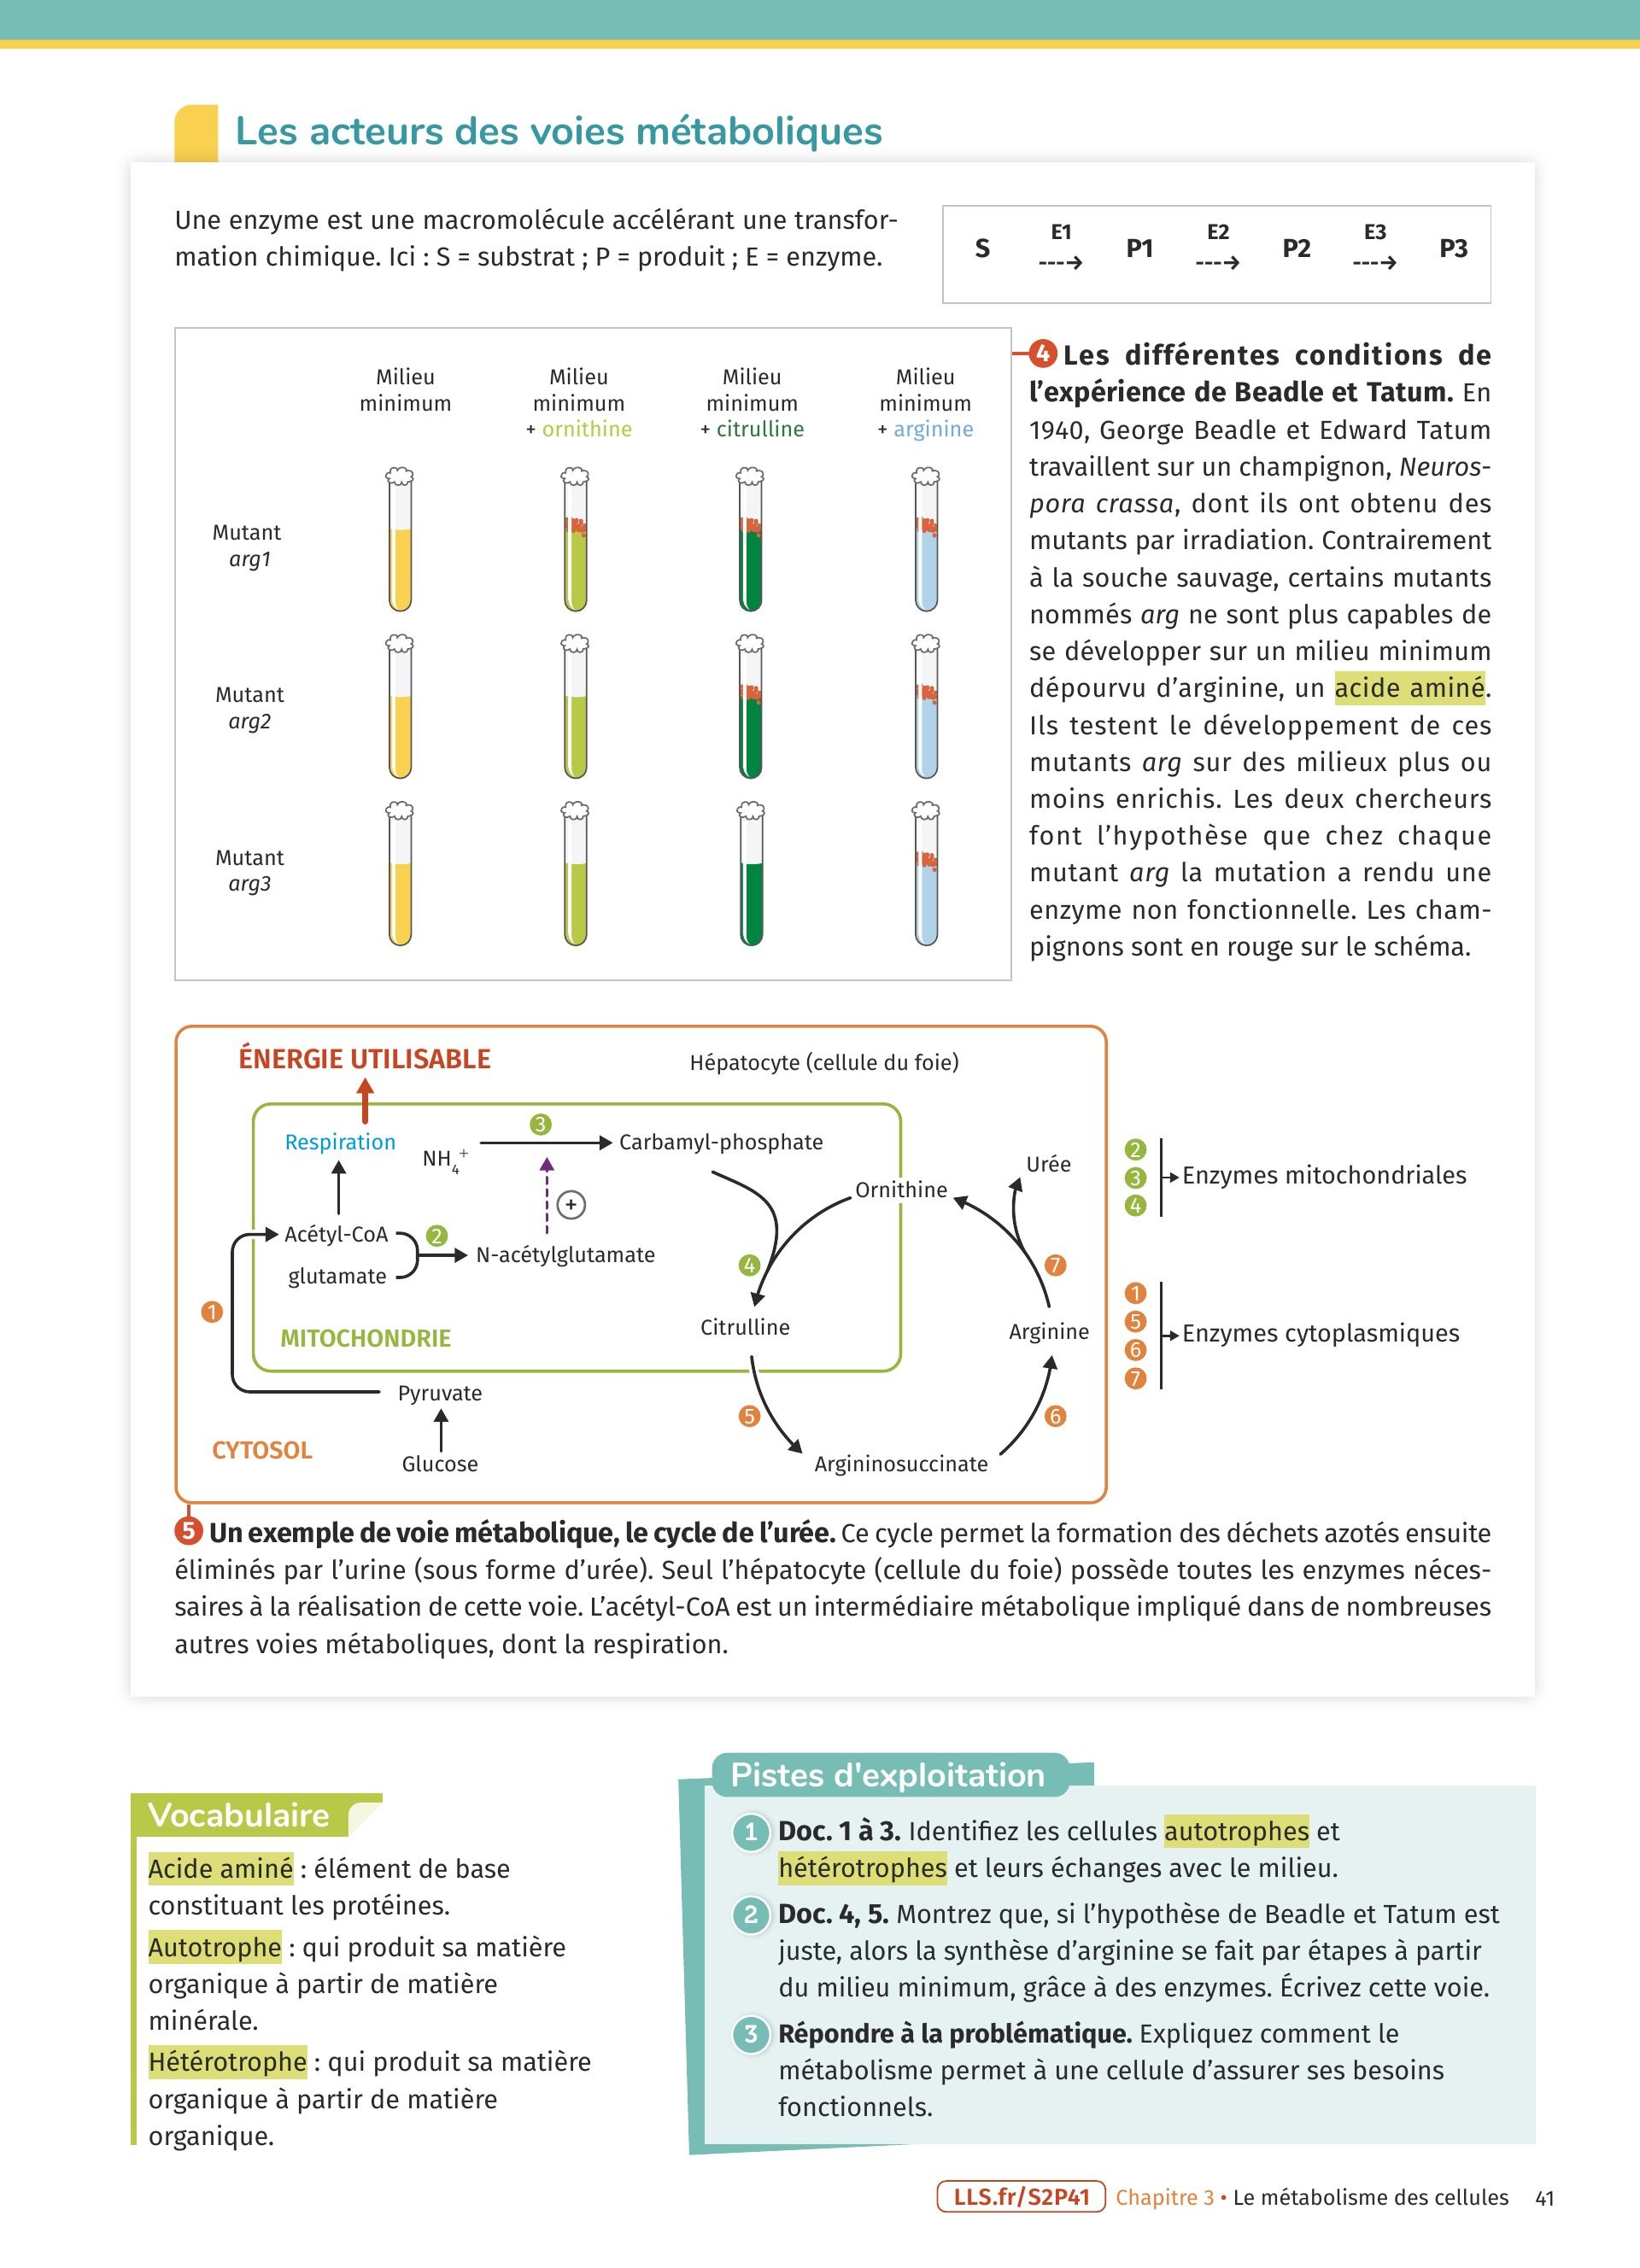 Les acteurs des voies métaboliques
Une enzyme est une macromolécule accélérant une transfor-
mation chimique. Ici : S = substrat ; P = produit ; E = enzyme.
S E1 ---> P1 E2 ---> P2 E3 ---> P3
Milieu minimum
Milieu minimum + ornithine
Milieu minimum + citrulline
Milieu minimum + arginine
Mutant
arg1
Mutant
arg2
Mutant
arg3
4 Les différentes conditions de
l'expérience de Beadle et Tatum. En
1940, George Beadle et Edward Tatum
travaillent sur un champignon, Neuros-
pora crassa, dont ils ont obtenu des
mutants par irradiation. Contrairement
à la souche sauvage, certains mutants
nommés arg ne sont plus capables de
se développer sur un milieu minimum
dépourvu d'arginine, un acide aminé.
Ils testent le développement de ces
mutants arg sur des milieux plus ou
moins enrichis. Les deux chercheurs
font l'hypothèse que chez chaque
mutant arg la mutation a rendu une
enzyme non fonctionnelle. Les cham-
pignons sont en rouge sur le schéma.
ÉNERGIE UTILISABLE
Hépatocyte (cellule du foie)
Respiration
NH4+
3
Carbamyl-phosphate
+
Ornithine
Urée
Acétyl-CoA
glutamate
2
N-acétylglutamate
4
7
1
MITOCHONDRIE
Citrulline
Arginine
Pyruvate
5
6
CYTOSOL
Glucose
Argininosuccinate
2
3
4
Enzymes mitochondriales
1
5
6
7
Enzymes cytoplasmiques
5 Un exemple de voie métabolique, le cycle de l'urée. Ce cycle permet la formation des déchets azotés ensuite
éliminés par l'urine (sous forme d'urée). Seul l'hépatocyte (cellule du foie) possède toutes les enzymes néces-
saires à la réalisation de cette voie. L'acétyl-CoA est un intermédiaire métabolique impliqué dans de nombreuses
autres voies métaboliques, dont la respiration.
Vocabulaire
Acide aminé : élément de base
constituant les protéines.
Autotrophe : qui produit sa matière
organique à partir de matière
minérale.
Hétérotrophe : qui produit sa matière
organique à partir de matière
organique.
Pistes d'exploitation
1 Doc. 1 à 3. Identifiez les cellules autotrophes et
hétérotrophes et leurs échanges avec le milieu.
2 Doc. 4, 5. Montrez que, si l'hypothèse de Beadle et Tatum est
juste, alors la synthèse d'arginine se fait par étapes à partir
du milieu minimum, grâce à des enzymes. Écrivez cette voie.
3 Répondre à la problématique. Expliquez comment le
métabolisme permet à une cellule d'assurer ses besoins
fonctionnels.
LLS.fr/S2P41 Chapitre 3 • Le métabolisme des cellules 41